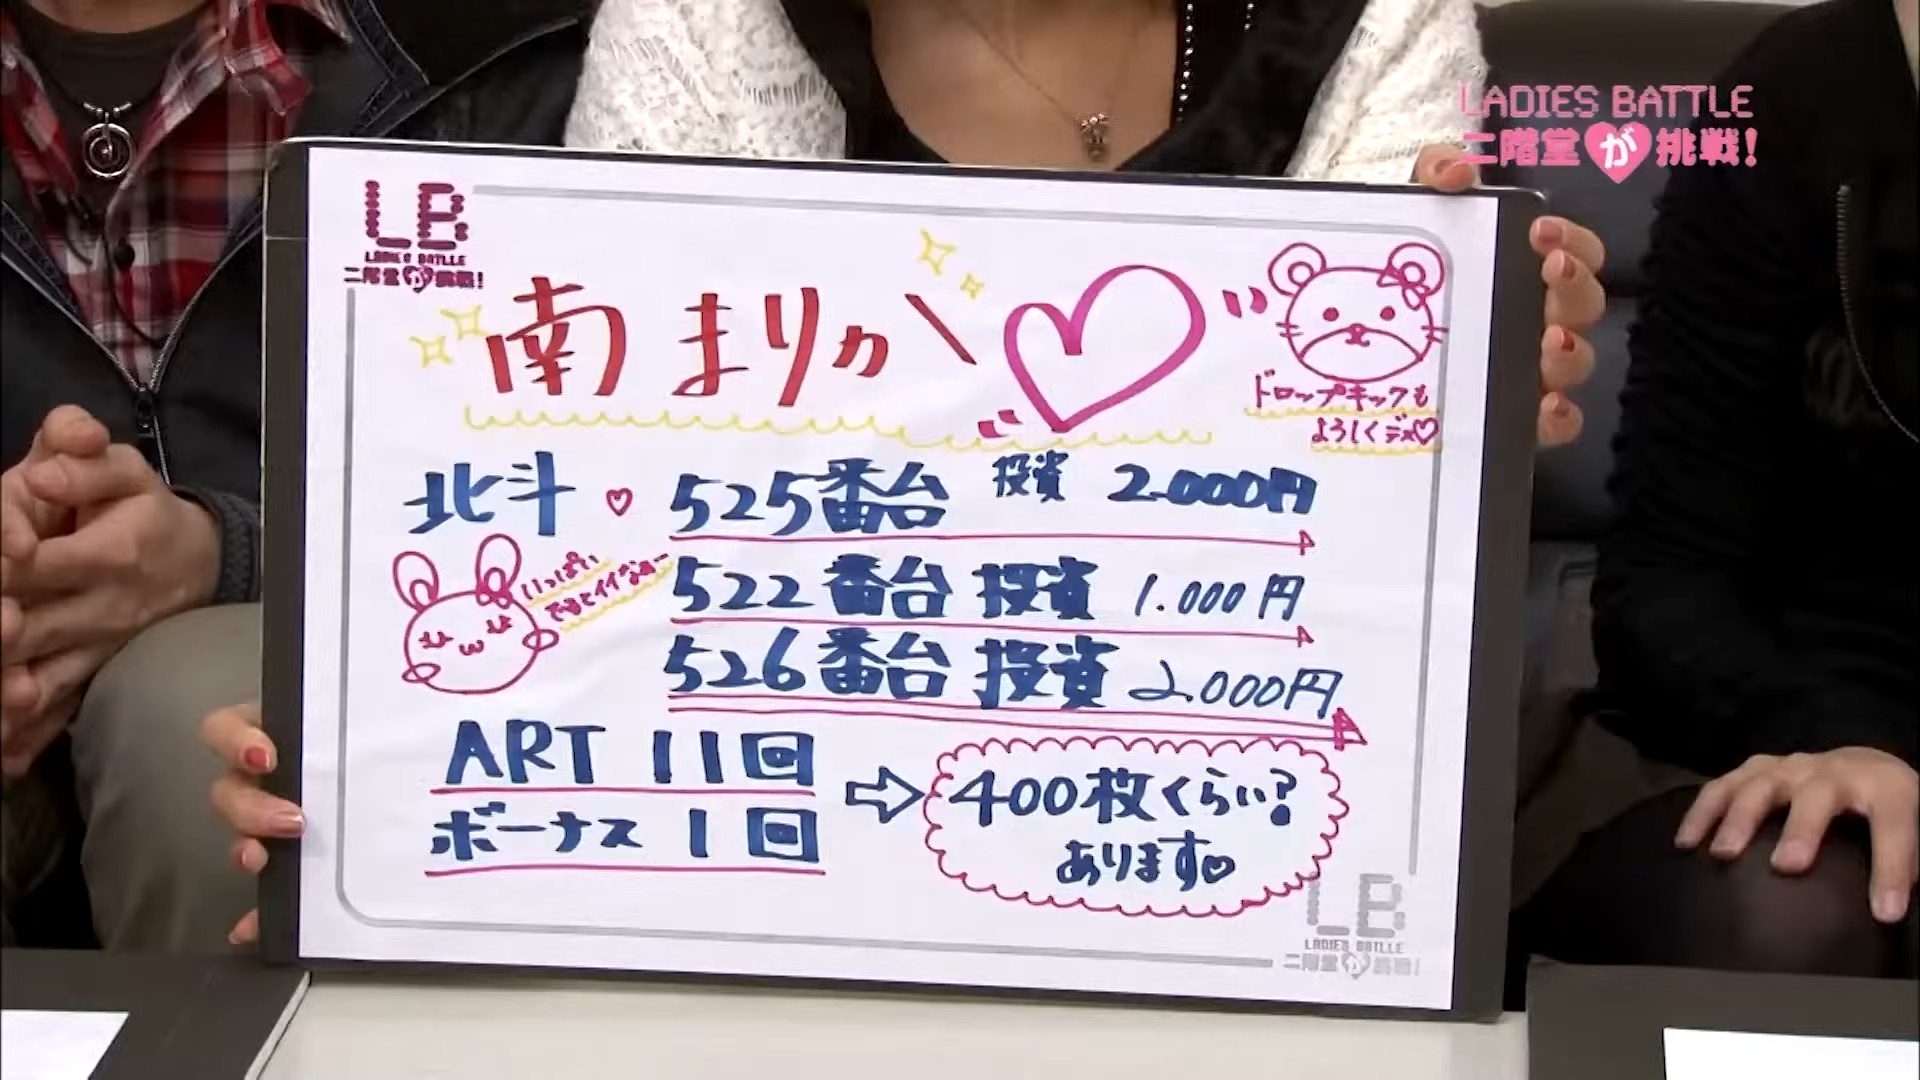 LADIES BATTLE
二階堂が挑戦!
LB
LADIES BATLLE
二階堂が挑戦!
南まりか
ドロップキックも
よろしくデス♡
北斗 ♡ 525番台 投資 2.000円
いっぱい
でるとイイなぁー
522番台 投資 1.000円
526番台 投資 2.000円
ART 11回
ボーナス 1回
⇨
400枚くらい?
あります♡
LB
LADIES BATLLE
二階堂が挑戦!